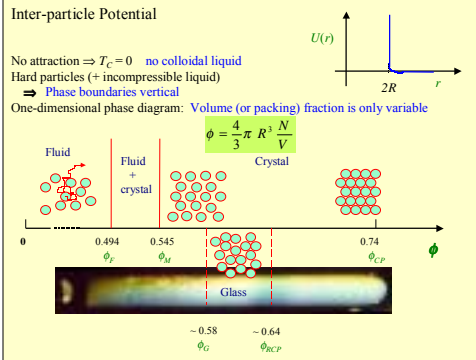 Inter-particle Potential
U(r)
No attraction ⇒ T_C = 0 no colloidal liquid
Hard particles (+ incompressible liquid)
⇒ Phase boundaries vertical
2R r
One-dimensional phase diagram: Volume (or packing) fraction is only variable
ϕ = 4/3 π R³ N/V
Fluid Fluid + crystal Crystal
0 0.494 0.545 0.74 ϕ
ϕ_F ϕ_M ϕ_CP
Glass
~ 0.58 ~ 0.64
ϕ_G ϕ_RCP